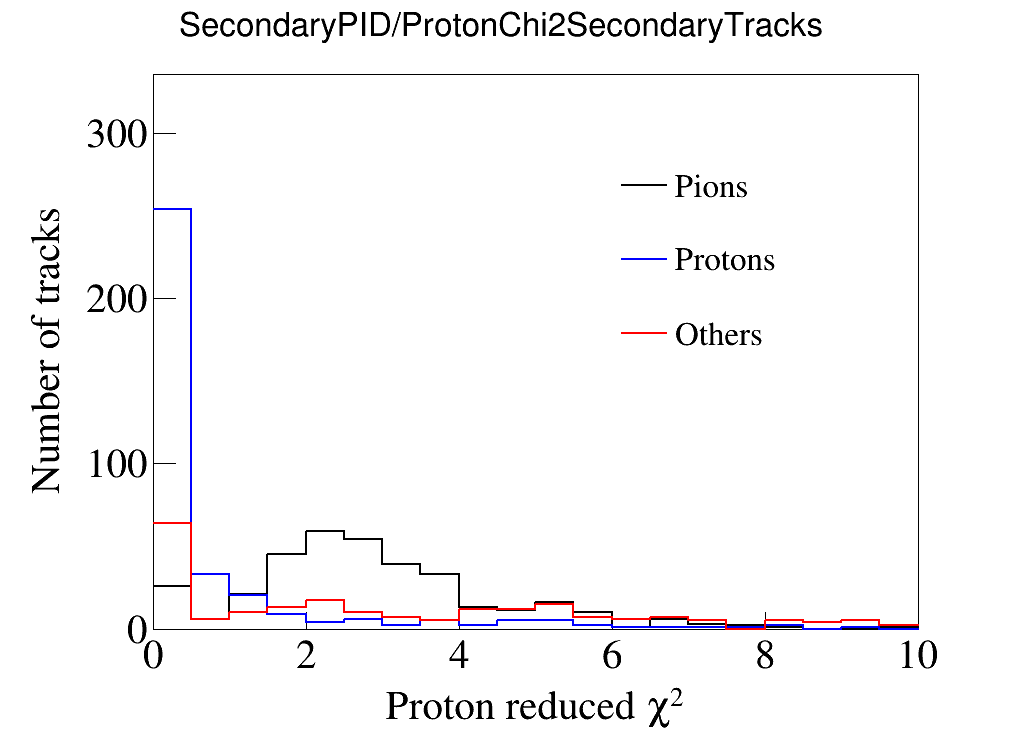 SecondaryPID/ProtonChi2SecondaryTracks
Number of tracks
300
200
100
0
Pions
Protons
Others
0 2 4 6 8 10
Proton reduced χ²